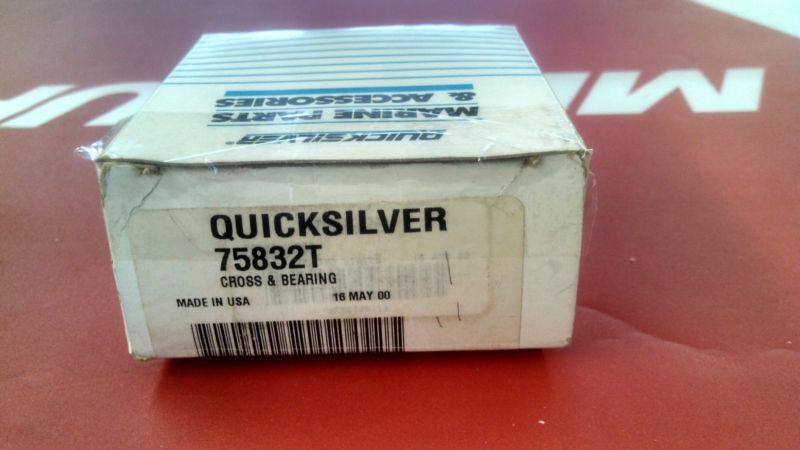 QUICKSILVER®
MARINE PARTS
& ACCESSORIES
QUICKSILVER
75832T
CROSS & BEARING
MADE IN USA 16 MAY 00